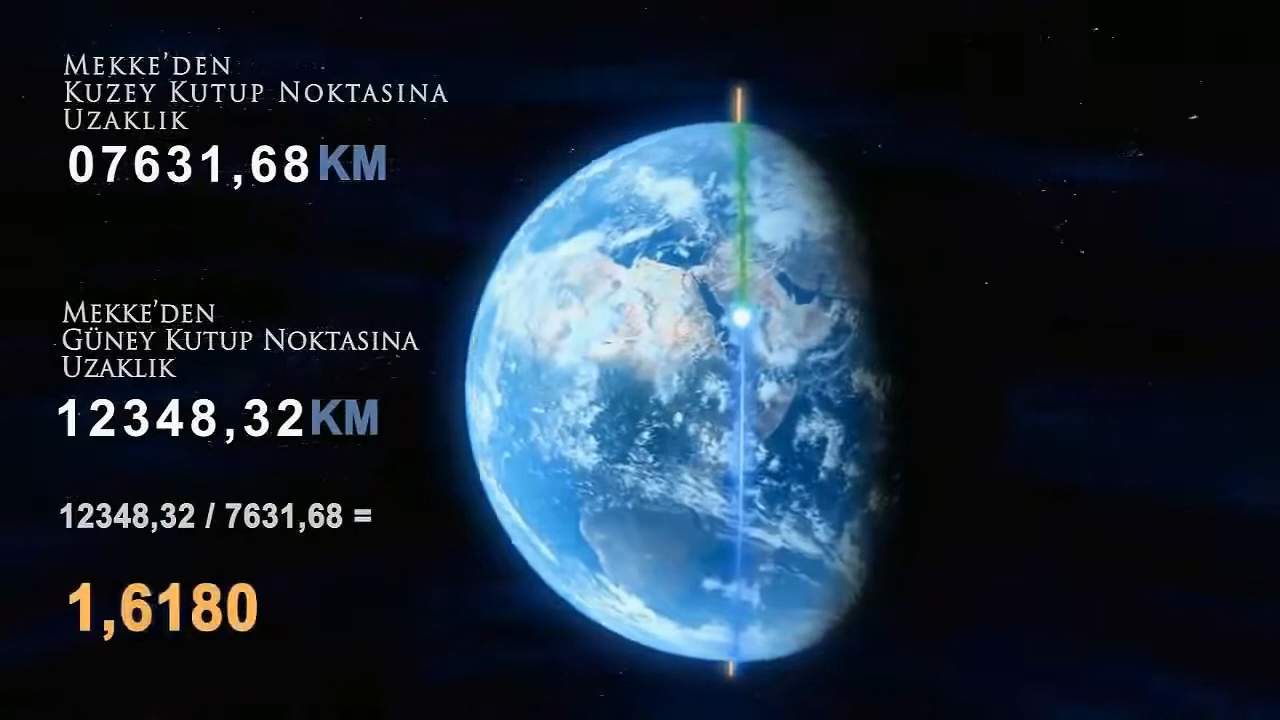 MEKKE'DEN
KUZEY KUTUP NOKTASINA
UZAKLIK
07631,68 KM
MEKKE'DEN
GÜNEY KUTUP NOKTASINA
UZAKLIK
12348,32 KM
12348,32 / 7631,68 =
1,6180